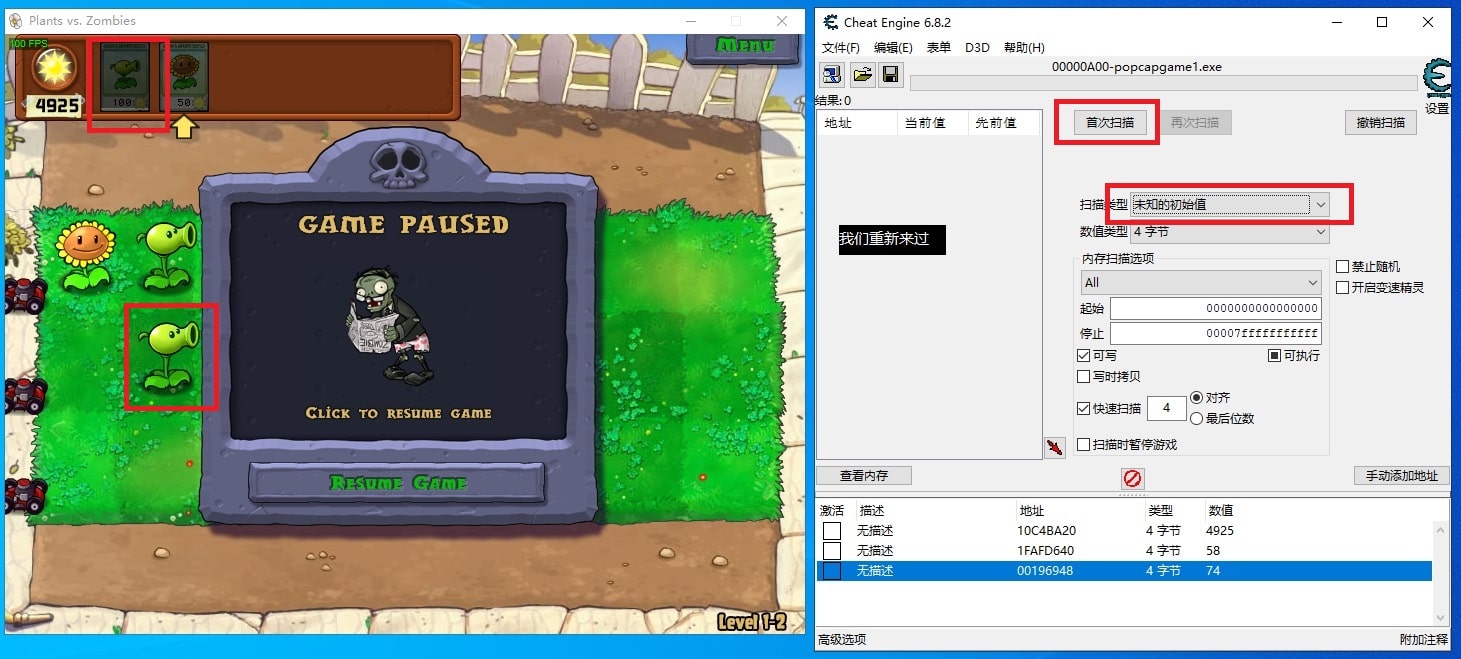 Plants vs. Zombies
100 FPS
4925
100
50
Menu
GAME PAUSED
ZOMBIE
CLICK TO RESUME GAME
Resume Game
Level 1-2
Cheat Engine 6.8.2
文件(F) 编辑(E) 表单 D3D 帮助(H)
00000A00-popcapgame1.exe
结果: 0
设置
地址 当前值 先前值
首次扫描 再次扫描 撤销扫描
扫描类型 未知的初始值
数值类型 4 字节
我们重新来过
内存扫描选项
All
禁止随机
开启变速精灵
起始 0000000000000000
停止 00007fffffffffff
可写 可执行
写时拷贝
快速扫描 4 对齐
最后位数
扫描时暂停游戏
查看内存 手动添加地址
激活 描述 地址 类型 数值
无描述 10C4BA20 4 字节 4925
无描述 1FAFD640 4 字节 58
无描述 00196948 4 字节 74
高级选项 附加注释